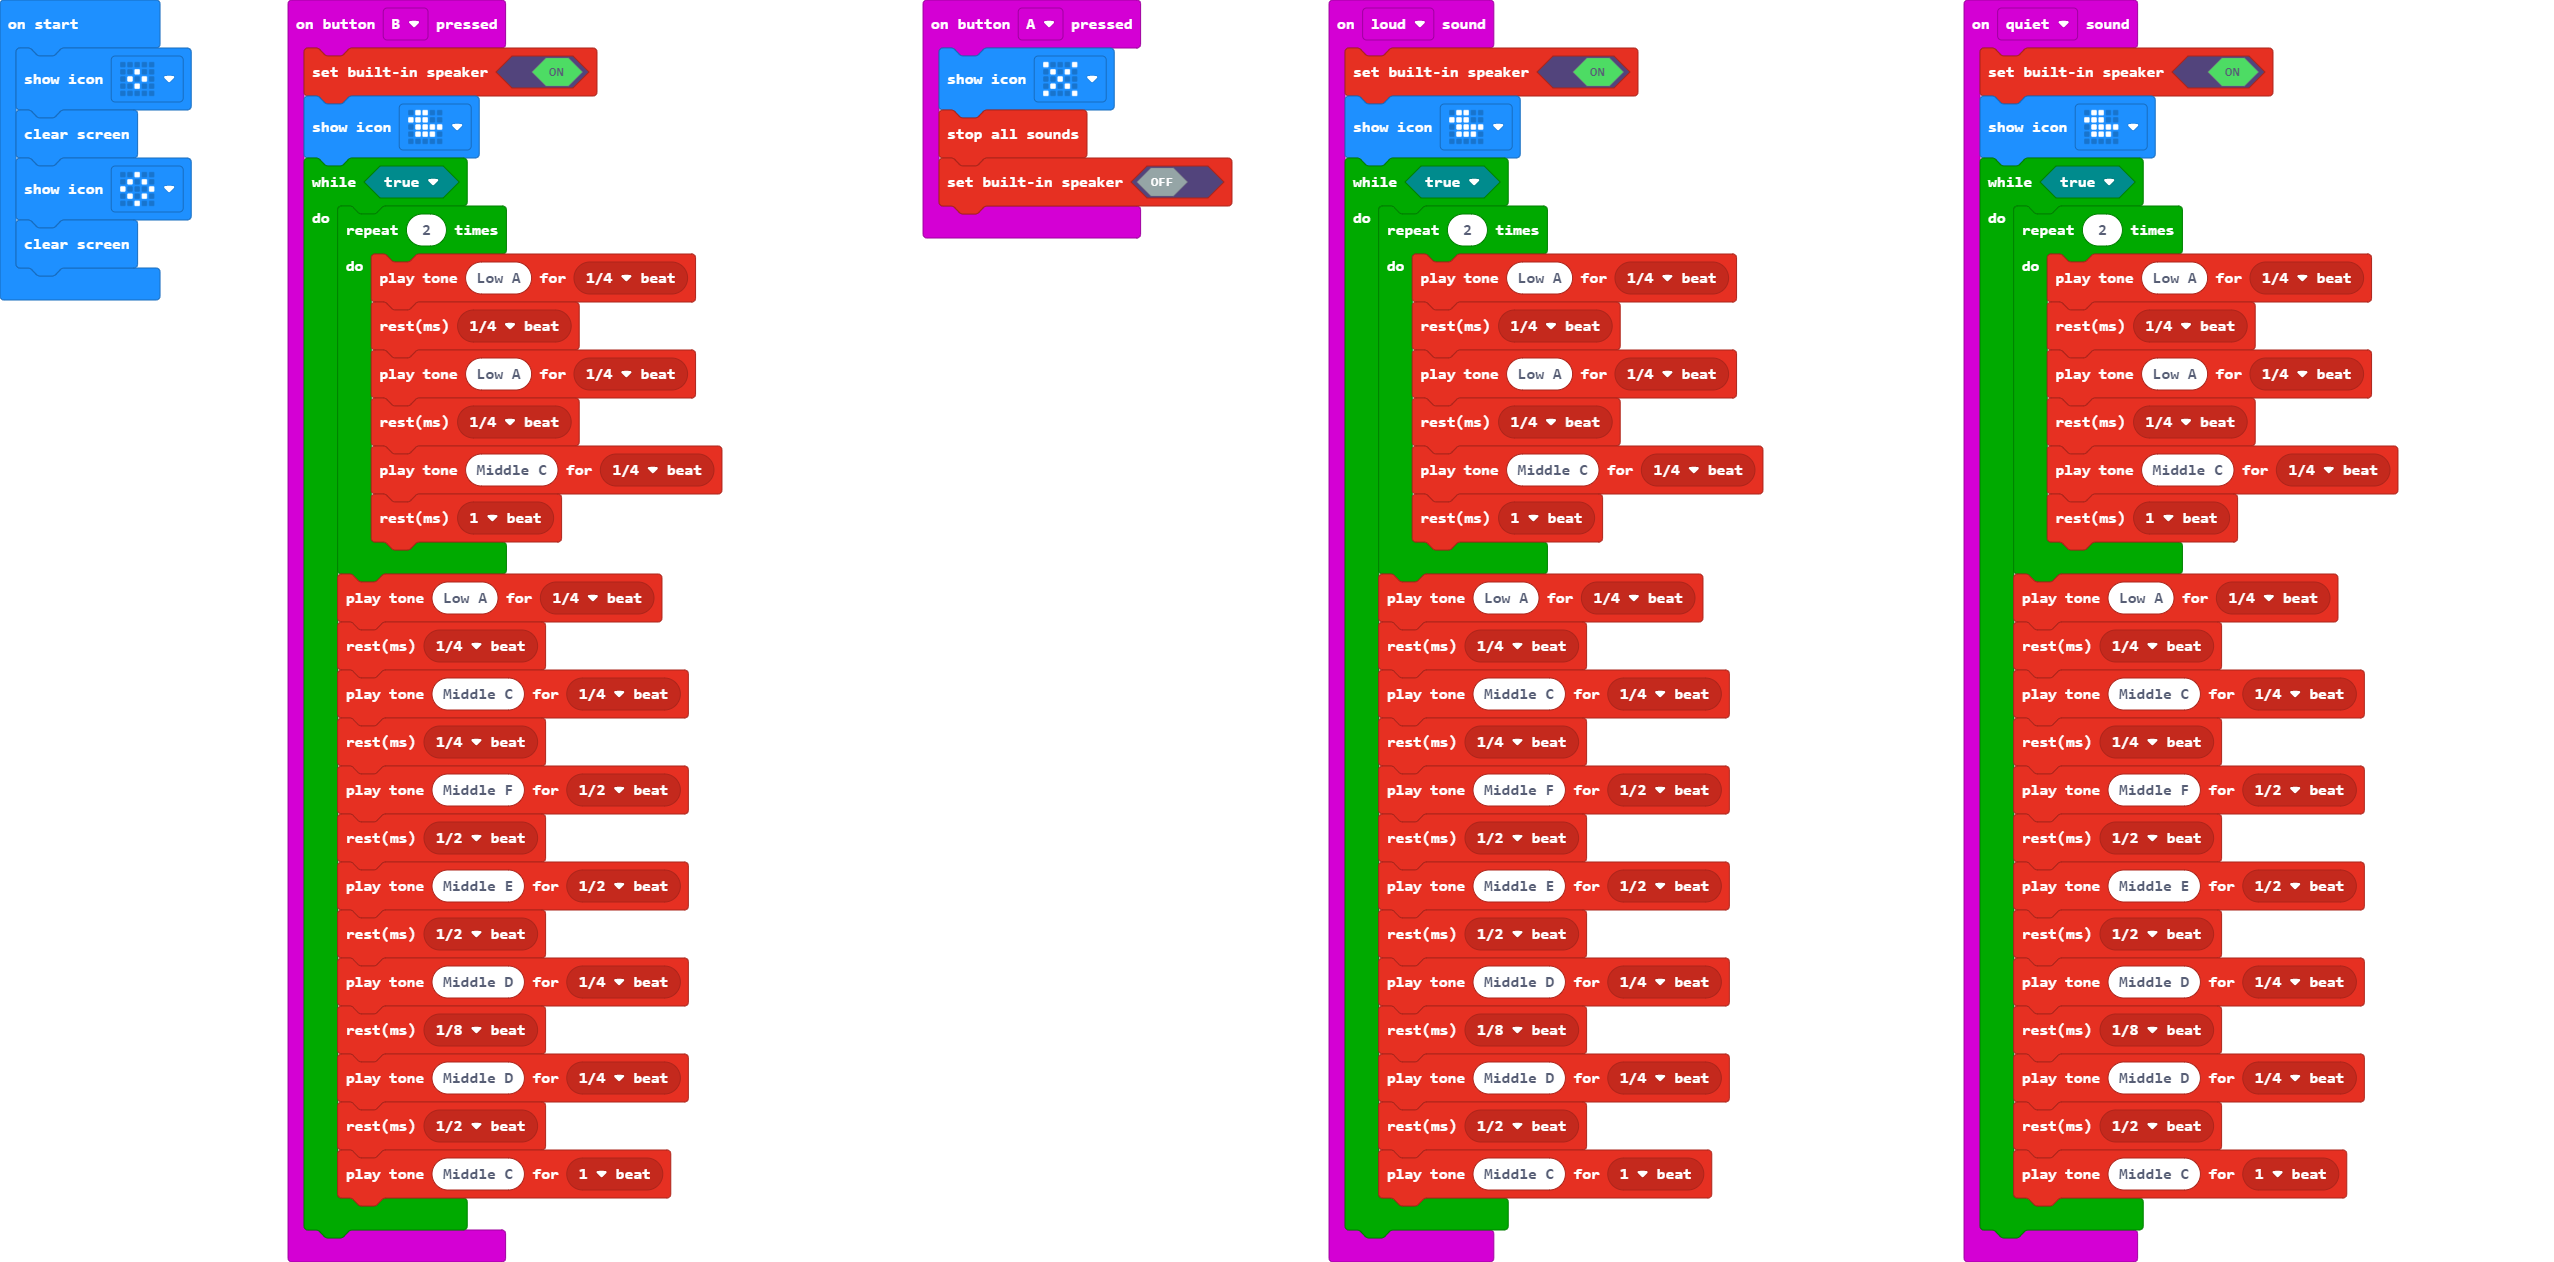 on start
show icon
clear screen
show icon
clear screen
on button B pressed
set built-in speaker ON
show icon
while true
do
repeat 2 times
do
play tone Low A for 1/4 beat
rest(ms) 1/4 beat
play tone Low A for 1/4 beat
rest(ms) 1/4 beat
play tone Middle C for 1/4 beat
rest(ms) 1 beat
play tone Low A for 1/4 beat
rest(ms) 1/4 beat
play tone Middle C for 1/4 beat
rest(ms) 1/4 beat
play tone Middle F for 1/2 beat
rest(ms) 1/2 beat
play tone Middle E for 1/2 beat
rest(ms) 1/2 beat
play tone Middle D for 1/4 beat
rest(ms) 1/8 beat
play tone Middle D for 1/4 beat
rest(ms) 1/2 beat
play tone Middle C for 1 beat
on button A pressed
show icon
stop all sounds
set built-in speaker OFF
on loud sound
set built-in speaker ON
show icon
while true
do
repeat 2 times
do
play tone Low A for 1/4 beat
rest(ms) 1/4 beat
play tone Low A for 1/4 beat
rest(ms) 1/4 beat
play tone Middle C for 1/4 beat
rest(ms) 1 beat
play tone Low A for 1/4 beat
rest(ms) 1/4 beat
play tone Middle C for 1/4 beat
rest(ms) 1/4 beat
play tone Middle F for 1/2 beat
rest(ms) 1/2 beat
play tone Middle E for 1/2 beat
rest(ms) 1/2 beat
play tone Middle D for 1/4 beat
rest(ms) 1/8 beat
play tone Middle D for 1/4 beat
rest(ms) 1/2 beat
play tone Middle C for 1 beat
on quiet sound
set built-in speaker ON
show icon
while true
do
repeat 2 times
do
play tone Low A for 1/4 beat
rest(ms) 1/4 beat
play tone Low A for 1/4 beat
rest(ms) 1/4 beat
play tone Middle C for 1/4 beat
rest(ms) 1 beat
play tone Low A for 1/4 beat
rest(ms) 1/4 beat
play tone Middle C for 1/4 beat
rest(ms) 1/4 beat
play tone Middle F for 1/2 beat
rest(ms) 1/2 beat
play tone Middle E for 1/2 beat
rest(ms) 1/2 beat
play tone Middle D for 1/4 beat
rest(ms) 1/8 beat
play tone Middle D for 1/4 beat
rest(ms) 1/2 beat
play tone Middle C for 1 beat